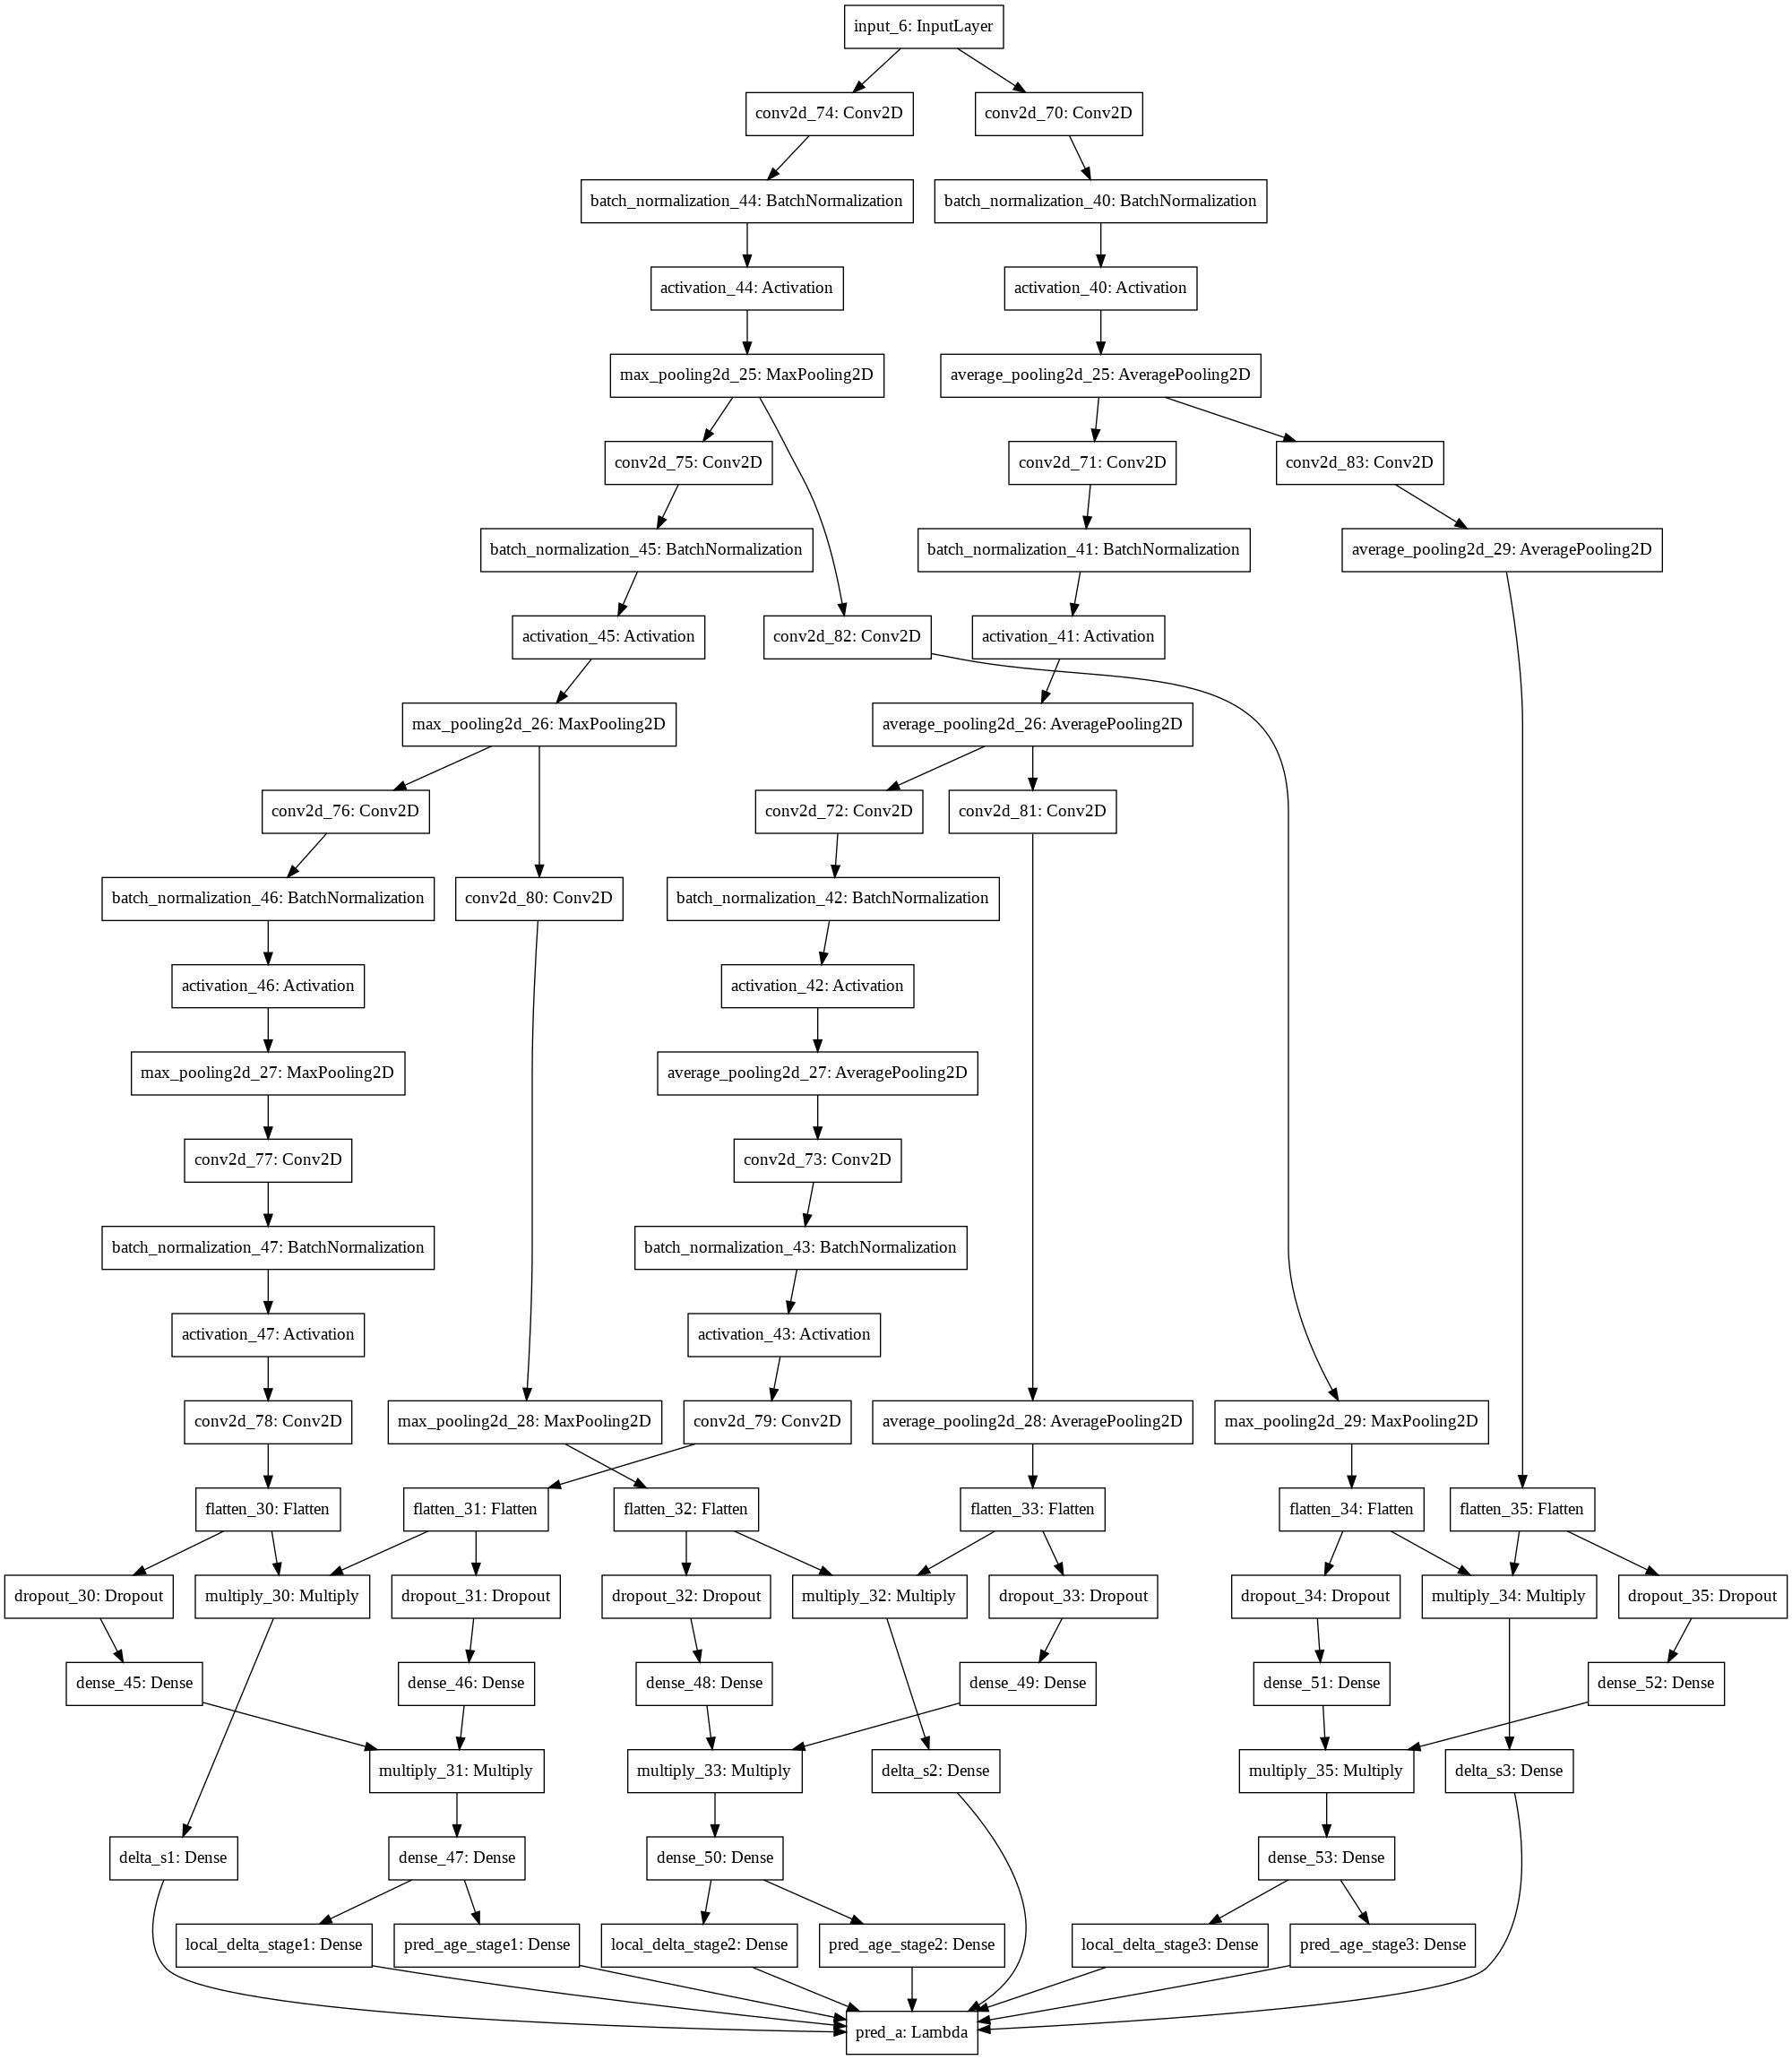 input_6: InputLayer
conv2d_74: Conv2D
conv2d_70: Conv2D
batch_normalization_44: BatchNormalization
batch_normalization_40: BatchNormalization
activation_44: Activation
activation_40: Activation
max_pooling2d_25: MaxPooling2D
average_pooling2d_25: AveragePooling2D
conv2d_75: Conv2D
conv2d_71: Conv2D
conv2d_83: Conv2D
batch_normalization_45: BatchNormalization
batch_normalization_41: BatchNormalization
average_pooling2d_29: AveragePooling2D
activation_45: Activation
conv2d_82: Conv2D
activation_41: Activation
max_pooling2d_26: MaxPooling2D
average_pooling2d_26: AveragePooling2D
conv2d_76: Conv2D
conv2d_72: Conv2D
conv2d_81: Conv2D
batch_normalization_46: BatchNormalization
conv2d_80: Conv2D
batch_normalization_42: BatchNormalization
activation_46: Activation
activation_42: Activation
max_pooling2d_27: MaxPooling2D
average_pooling2d_27: AveragePooling2D
conv2d_77: Conv2D
conv2d_73: Conv2D
batch_normalization_47: BatchNormalization
batch_normalization_43: BatchNormalization
activation_47: Activation
activation_43: Activation
conv2d_78: Conv2D
max_pooling2d_28: MaxPooling2D
conv2d_79: Conv2D
average_pooling2d_28: AveragePooling2D
max_pooling2d_29: MaxPooling2D
flatten_30: Flatten
flatten_31: Flatten
flatten_32: Flatten
flatten_33: Flatten
flatten_34: Flatten
flatten_35: Flatten
dropout_30: Dropout
multiply_30: Multiply
dropout_31: Dropout
dropout_32: Dropout
multiply_32: Multiply
dropout_33: Dropout
dropout_34: Dropout
multiply_34: Multiply
dropout_35: Dropout
dense_45: Dense
dense_46: Dense
dense_48: Dense
dense_49: Dense
dense_51: Dense
dense_52: Dense
multiply_31: Multiply
multiply_33: Multiply
delta_s2: Dense
multiply_35: Multiply
delta_s3: Dense
delta_s1: Dense
dense_47: Dense
dense_50: Dense
dense_53: Dense
local_delta_stage1: Dense
pred_age_stage1: Dense
local_delta_stage2: Dense
pred_age_stage2: Dense
local_delta_stage3: Dense
pred_age_stage3: Dense
pred_a: Lambda